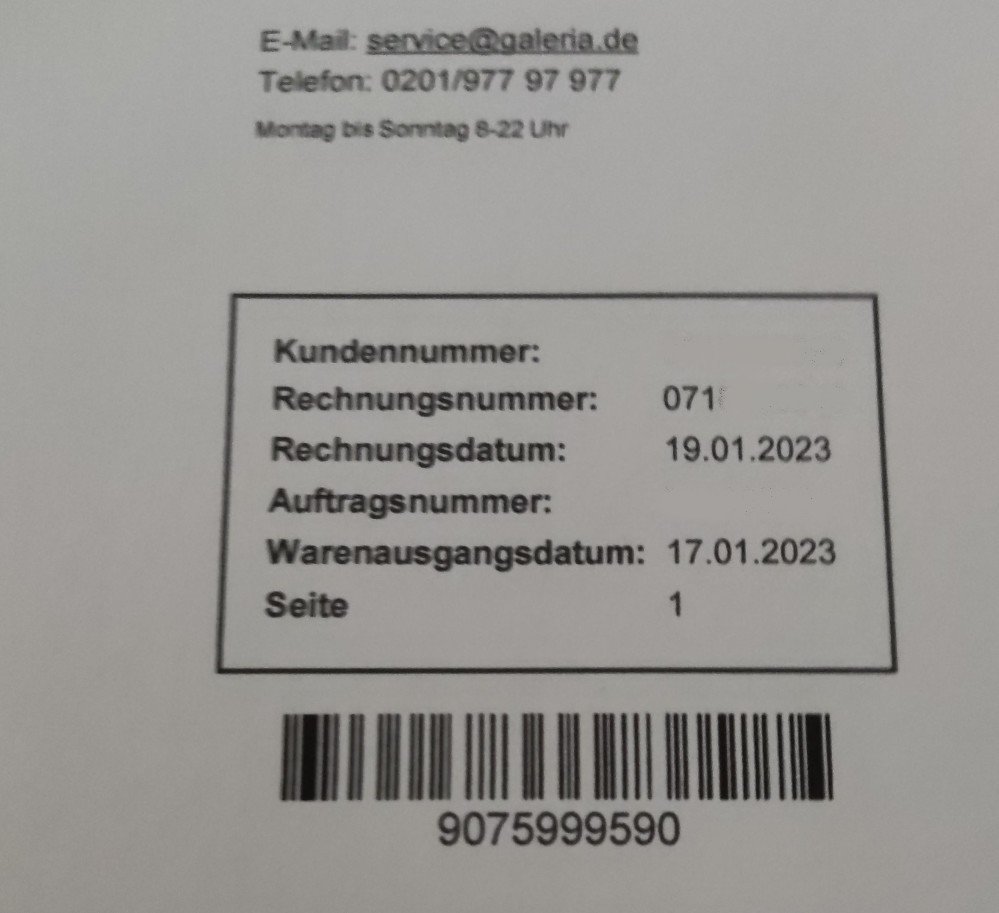 E-Mail: service@galeria.de
Telefon: 0201/977 97 977
Montag bis Sonntag 8-22 Uhr
Kundennummer:
Rechnungsnummer: 071
Rechnungsdatum: 19.01.2023
Auftragsnummer:
Warenausgangsdatum: 17.01.2023
Seite 1
9075999590